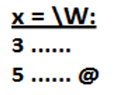 x = \W:
3 ......
5 ...... @